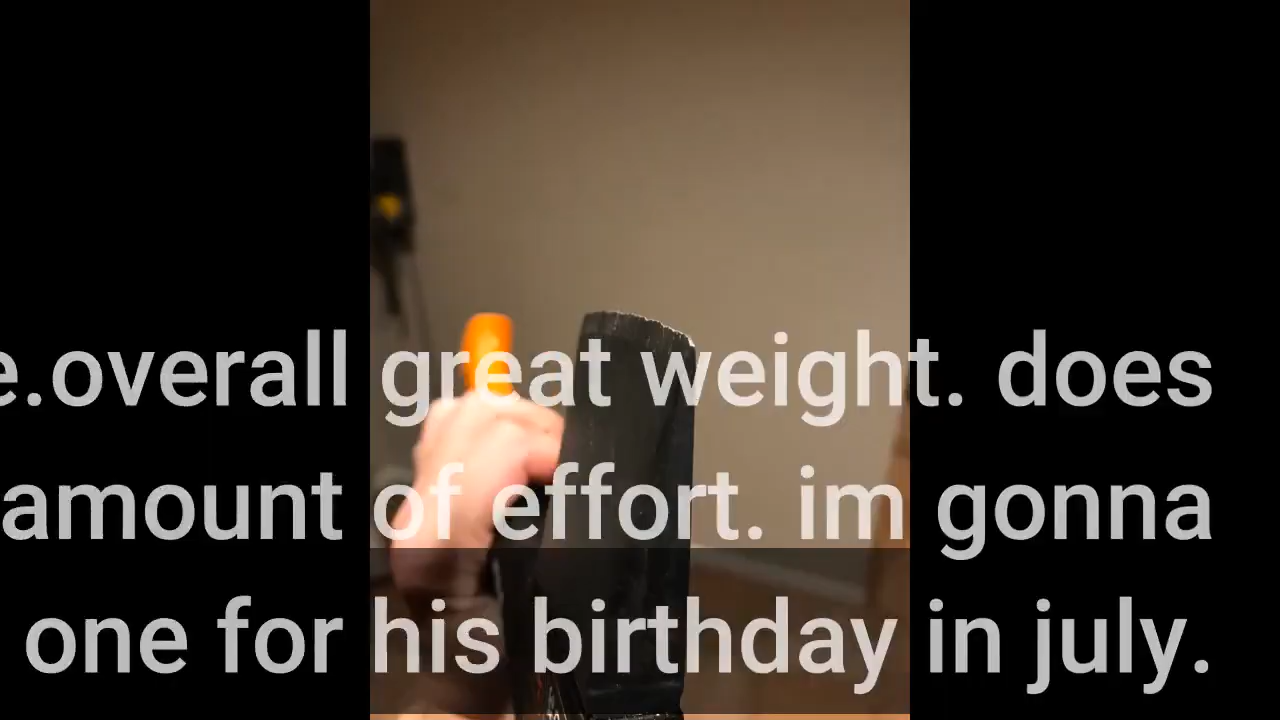 e.overall great weight. does
amount of effort. im gonna
one for his birthday in july.